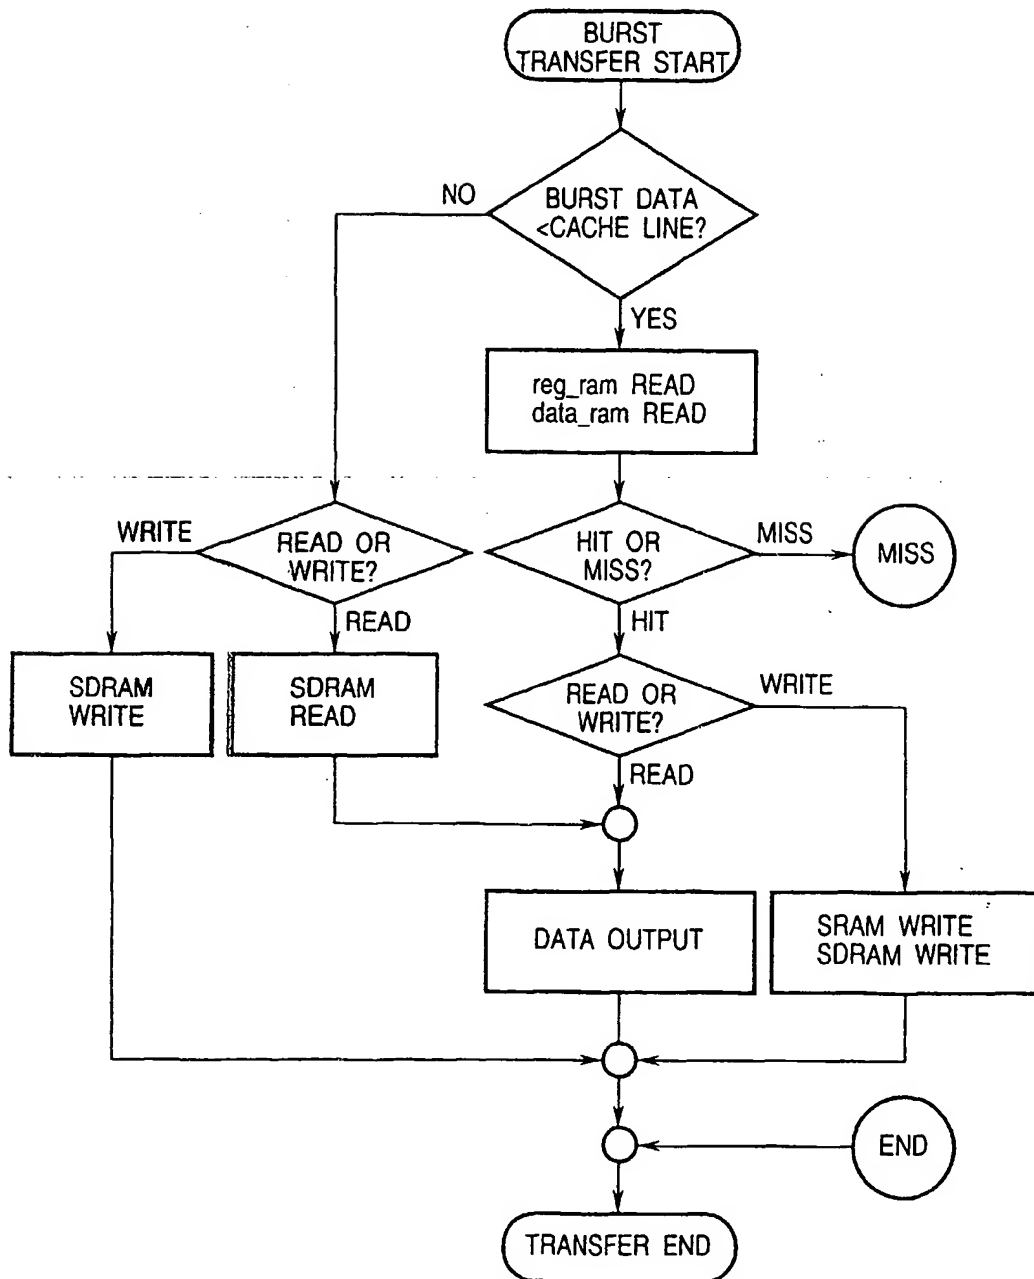 BURST
TRANSFER START
NO
BURST DATA
<CACHE LINE?
YES
reg_ram READ
data_ram READ
WRITE
READ OR
WRITE?
HIT OR
MISS?
MISS
MISS
READ
HIT
SDRAM
WRITE
SDRAM
READ
READ OR
WRITE?
WRITE
READ
DATA OUTPUT
SRAM WRITE
SDRAM WRITE
END
TRANSFER END